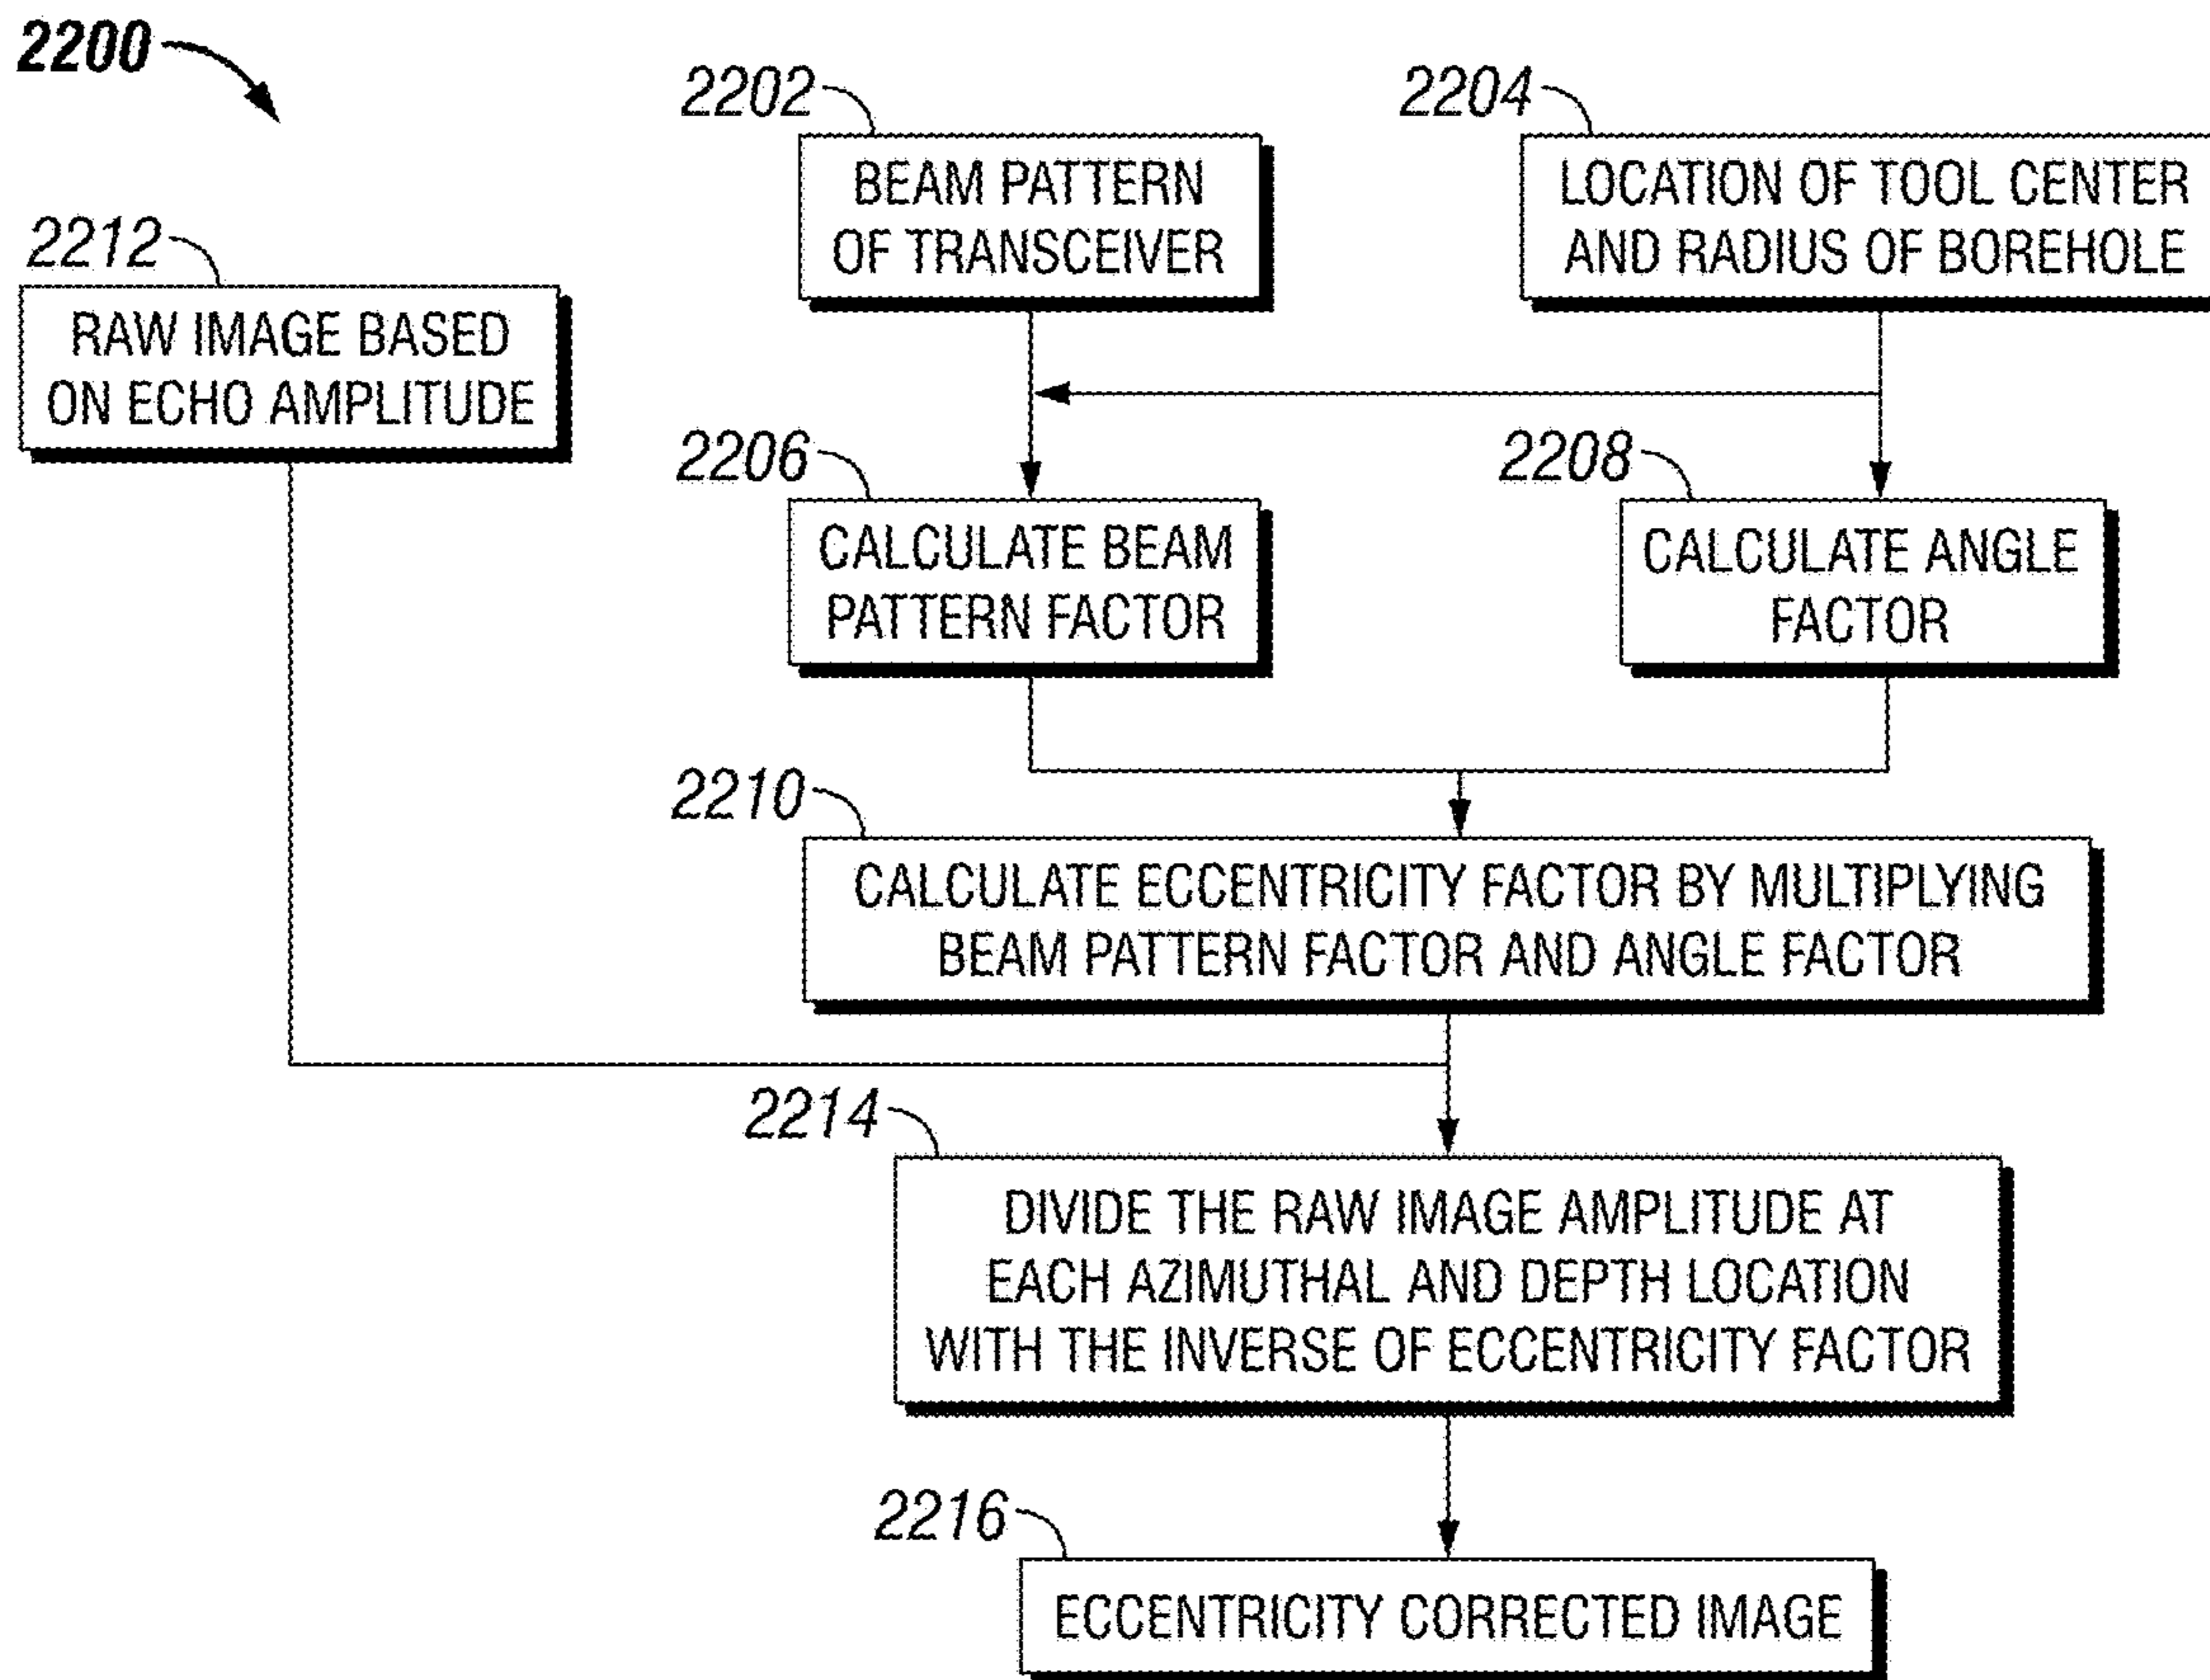 2200
2202
BEAM PATTERN
OF TRANSCEIVER
2204
LOCATION OF TOOL CENTER
AND RADIUS OF BOREHOLE
2212
RAW IMAGE BASED
ON ECHO AMPLITUDE
2206
CALCULATE BEAM
PATTERN FACTOR
2208
CALCULATE ANGLE
FACTOR
2210
CALCULATE ECCENTRICITY FACTOR BY MULTIPLYING
BEAM PATTERN FACTOR AND ANGLE FACTOR
2214
DIVIDE THE RAW IMAGE AMPLITUDE AT
EACH AZIMUTHAL AND DEPTH LOCATION
WITH THE INVERSE OF ECCENTRICITY FACTOR
2216
ECCENTRICITY CORRECTED IMAGE